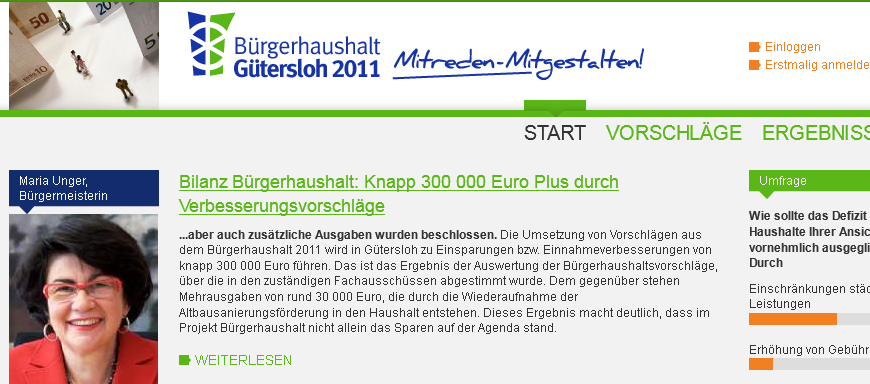 Bürgerhaushalt
Gütersloh 2011
Mitreden-Mitgestalten!
Einloggen
Erstmalig anmelde
START VORSCHLÄGE ERGEBNISS
Maria Unger,
Bürgermeisterin
Bilanz Bürgerhaushalt: Knapp 300 000 Euro Plus durch
Verbesserungsvorschläge
...aber auch zusätzliche Ausgaben wurden beschlossen. Die Umsetzung von Vorschlägen aus
dem Bürgerhaushalt 2011 wird in Gütersloh zu Einsparungen bzw. Einnahmeverbesserungen von
knapp 300 000 Euro führen. Das ist das Ergebnis der Auswertung der Bürgerhaushaltsvorschläge,
über die in den zuständigen Fachausschüssen abgestimmt wurde. Dem gegenüber stehen
Mehrausgaben von rund 30 000 Euro, die durch die Wiederaufnahme der
Altbausanierungsförderung in den Haushalt entstehen. Dieses Ergebnis macht deutlich, dass im
Projekt Bürgerhaushalt nicht allein das Sparen auf der Agenda stand.
WEITERLESEN
Umfrage
Wie sollte das Defizit
Haushalte Ihrer Ansic
vornehmlich ausgegli
Durch
Einschränkungen städ
Leistungen
Erhöhung von Gebühr